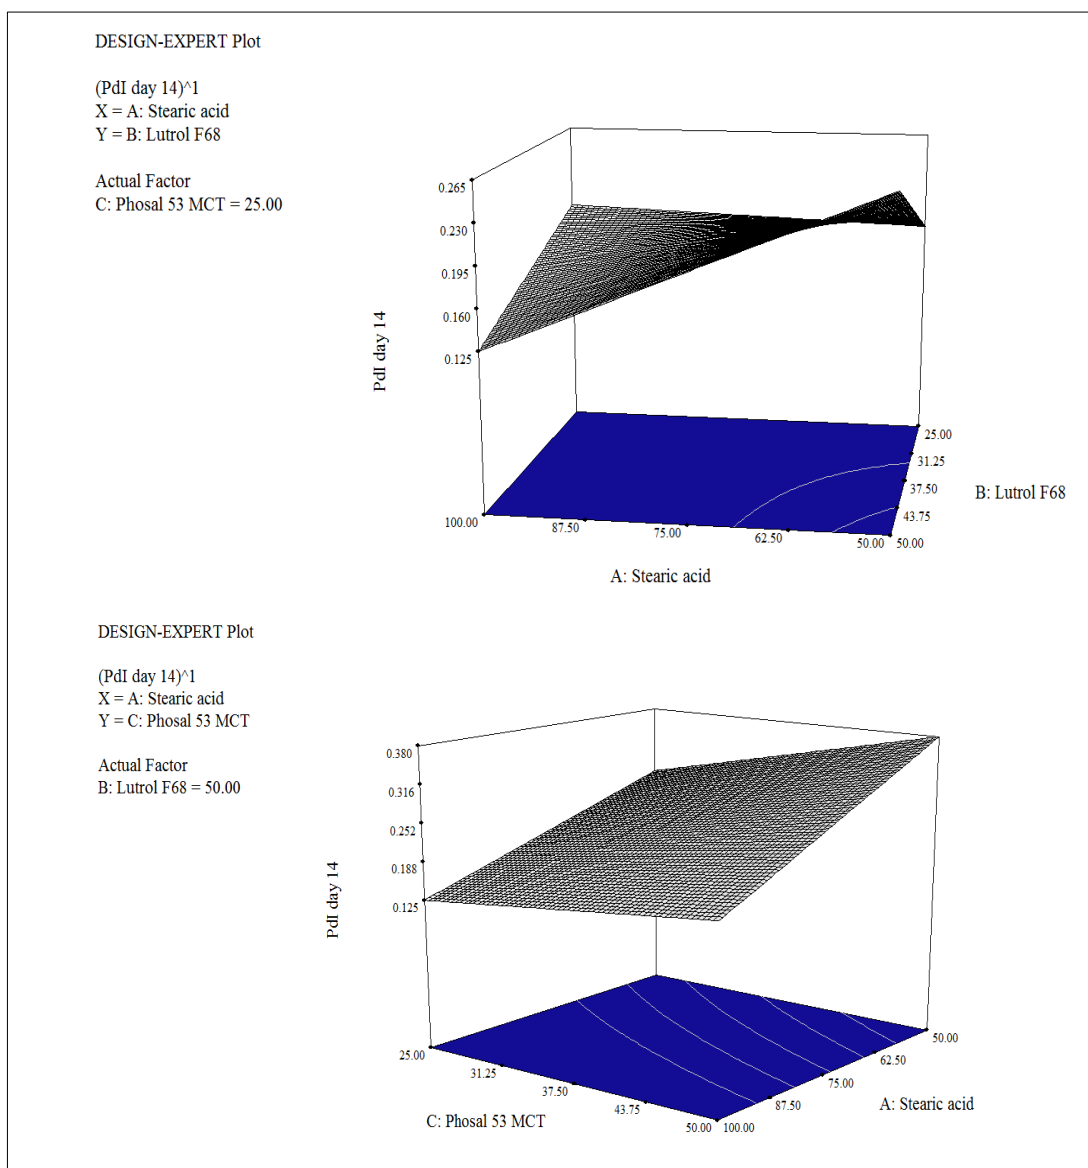 DESIGN-EXPERT Plot
(PdI day 14)^1
X = A: Stearic acid
Y = B: Lutrol F68
Actual Factor
C: Phosal 53 MCT = 25.00
0.265
0.230
0.195
0.160
0.125
PdI day 14
25.00
31.25
37.50
43.75
50.00
B: Lutrol F68
100.00
87.50
75.00
62.50
50.00
A: Stearic acid
DESIGN-EXPERT Plot
(PdI day 14)^1
X = A: Stearic acid
Y = C: Phosal 53 MCT
Actual Factor
B: Lutrol F68 = 50.00
0.380
0.316
0.252
0.188
0.125
PdI day 14
25.00
31.25
37.50
43.75
50.00
C: Phosal 53 MCT
50.00
62.50
75.00
87.50
100.00
A: Stearic acid